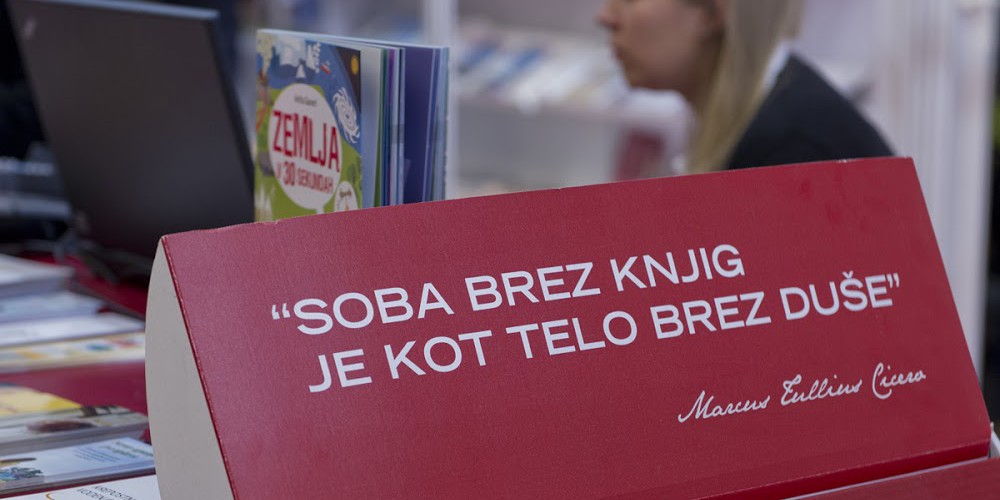 ZEMLJA
V 30 SEKUNDAH
“SOBA BREZ KNJIG
JE KOT TELO BREZ DUŠE”
Marcus Tullius Cicero